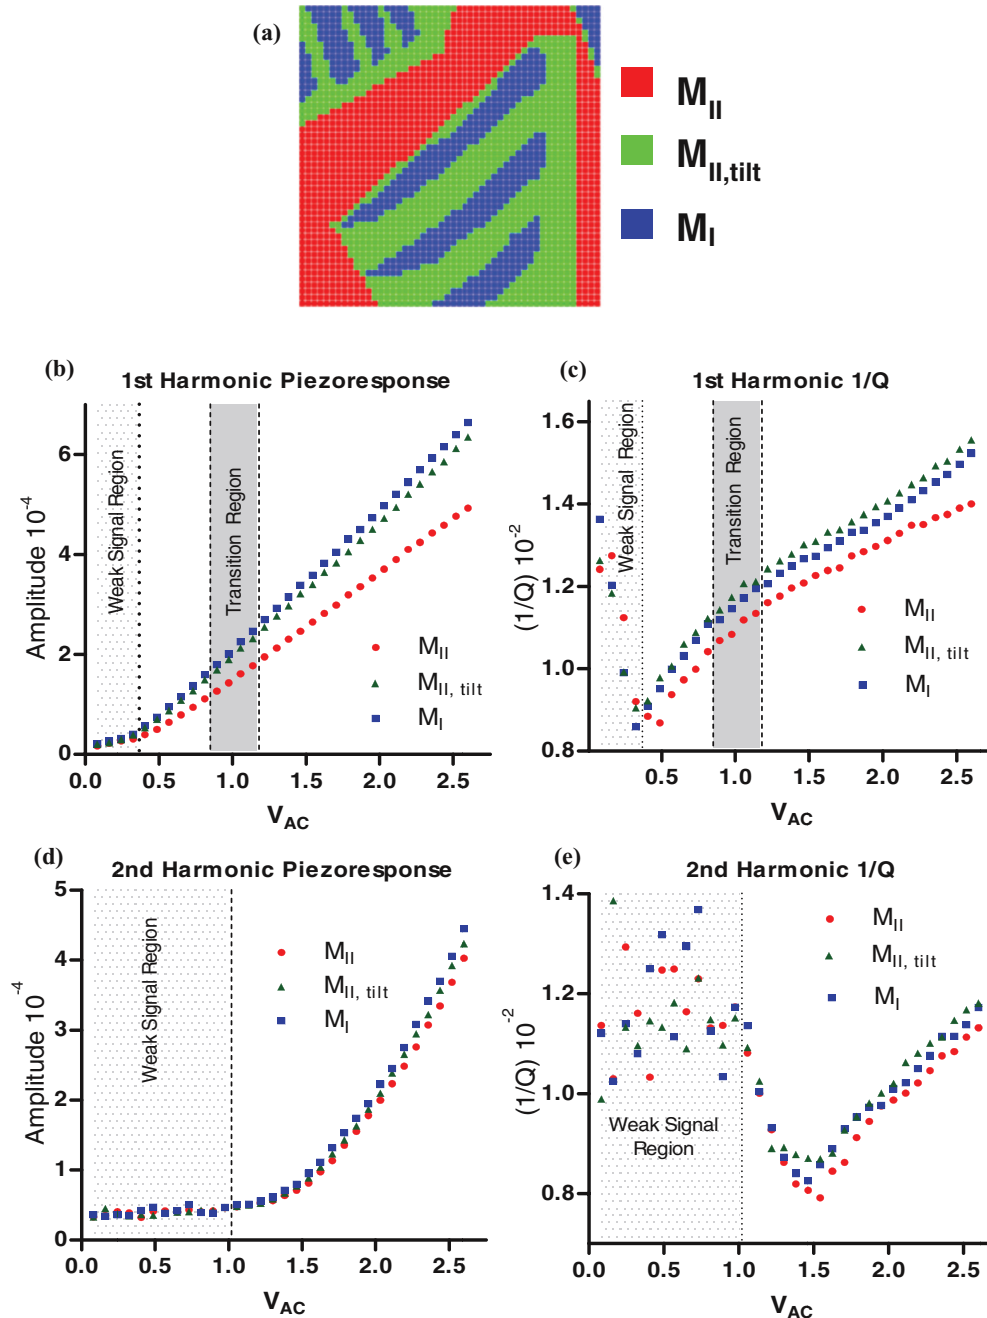 (a)
M_II
M_II,tilt
M_I
(b)
1st Harmonic Piezoresponse
Amplitude 10^-4
6
4
2
0
0.0 0.5 1.0 1.5 2.0 2.5
V_AC
Weak Signal Region
Transition Region
M_II
M_II, tilt
M_I
(c)
1st Harmonic 1/Q
(1/Q) 10^-2
1.6
1.4
1.2
1.0
0.8
0.5 1.0 1.5 2.0 2.5
V_AC
Weak Signal Region
Transition Region
M_II
M_II, tilt
M_I
(d)
2nd Harmonic Piezoresponse
Amplitude 10^-4
5
4
3
2
1
0
0.0 0.5 1.0 1.5 2.0 2.5
V_AC
Weak Signal Region
M_II
M_II, tilt
M_I
(e)
2nd Harmonic 1/Q
(1/Q) 10^-2
1.4
1.2
1.0
0.8
0.0 0.5 1.0 1.5 2.0 2.5
V_AC
Weak Signal
Region
M_II
M_II, tilt
M_I